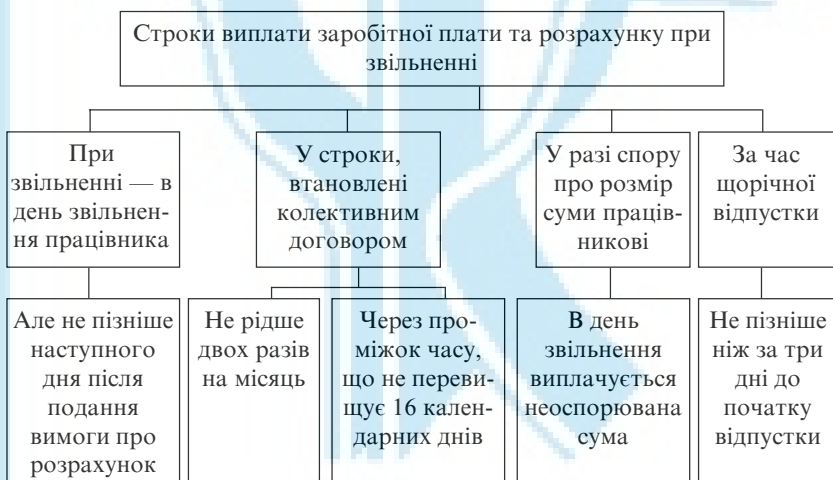 Строки виплати заробітної плати та розрахунку при
звільненні
При
звільненні — в
день звільнен-
ня працівника
У строки,
втановлені
колективним
договором
У разі спору
про розмір
суми праців-
никові
За час
щорічної
відпустки
Але не пізніше
наступного
дня після
подання
вимоги про
розрахунок
Не рідше
двох разів
на місяць
Через про-
міжок часу,
що не переви-
щує 16 кален-
дарних днів
В день
звільнення
виплачується
неоспорювана
сума
Не пізніше
ніж за три
дні до
початку
відпустки